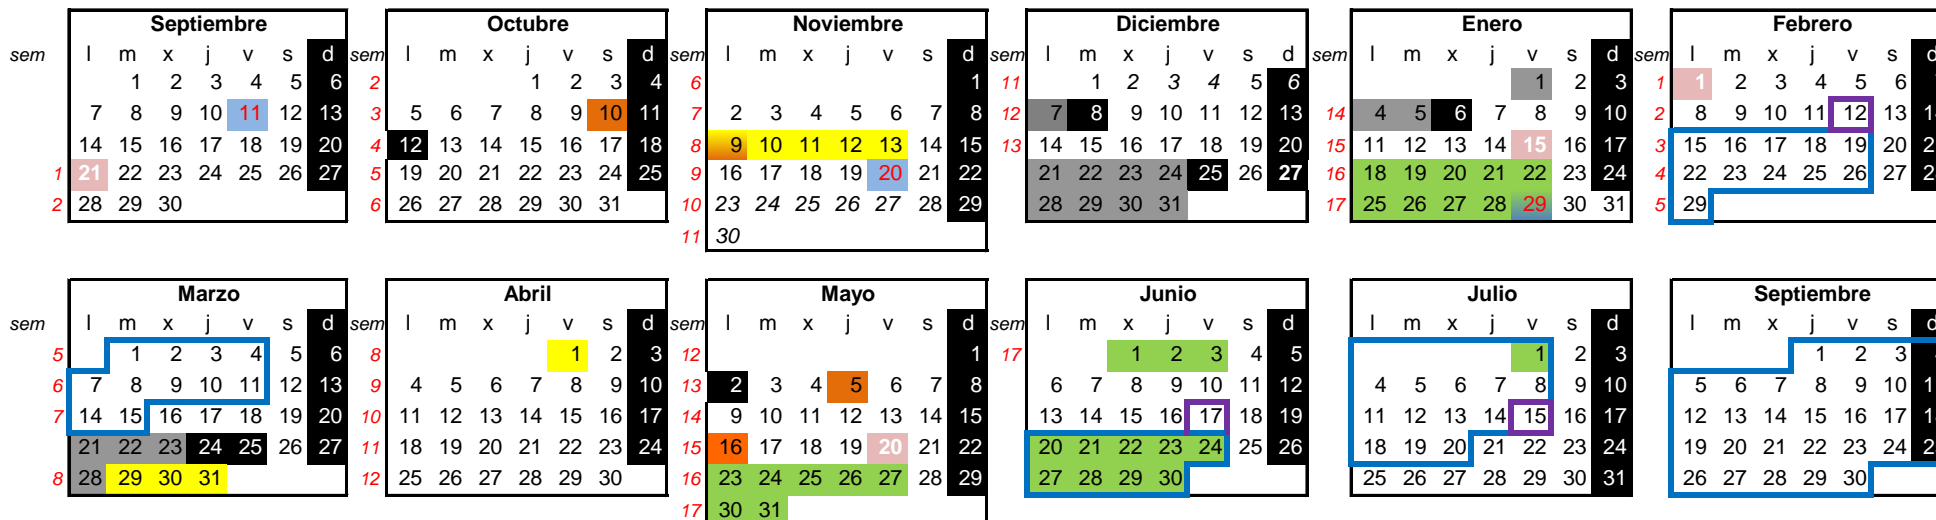 Septiembre
sem l m x j v s d
1 2 3 4 5 6
7 8 9 10 11 12 13
14 15 16 17 18 19 20
1 21 22 23 24 25 26 27
2 28 29 30
Octubre
sem l m x j v s d
2 1 2 3 4
3 5 6 7 8 9 10 11
4 12 13 14 15 16 17 18
5 19 20 21 22 23 24 25
6 26 27 28 29 30 31
Noviembre
sem l m x j v s d
6 1
7 2 3 4 5 6 7 8
8 9 10 11 12 13 14 15
9 16 17 18 19 20 21 22
10 23 24 25 26 27 28 29
11 30
Diciembre
sem l m x j v s d
11 1 2 3 4 5 6
12 7 8 9 10 11 12 13
13 14 15 16 17 18 19 20
21 22 23 24 25 26 27
28 29 30 31
Enero
sem l m x j v s d
1 2 3
14 4 5 6 7 8 9 10
15 11 12 13 14 15 16 17
16 18 19 20 21 22 23 24
17 25 26 27 28 29 30 31
Febrero
sem l m x j v s d
1 1 2 3 4 5 6
2 8 9 10 11 12 13
3 15 16 17 18 19 20
4 22 23 24 25 26 27
5 29
Marzo
sem l m x j v s d
5 1 2 3 4 5 6
6 7 8 9 10 11 12 13
7 14 15 16 17 18 19 20
21 22 23 24 25 26 27
8 28 29 30 31
Abril
sem l m x j v s d
8 1 2 3
9 4 5 6 7 8 9 10
10 11 12 13 14 15 16 17
11 18 19 20 21 22 23 24
12 25 26 27 28 29 30
Mayo
sem l m x j v s d
12 1
13 2 3 4 5 6 7 8
14 9 10 11 12 13 14 15
15 16 17 18 19 20 21 22
16 23 24 25 26 27 28 29
17 30 31
Junio
sem l m x j v s d
17 1 2 3 4 5
6 7 8 9 10 11 12
13 14 15 16 17 18 19
20 21 22 23 24 25 26
27 28 29 30
Julio
l m x j v s d
1 2 3
4 5 6 7 8 9 10
11 12 13 14 15 16 17
18 19 20 21 22 23 24
25 26 27 28 29 30 31
Septiembre
l m x j v s d
1 2 3
5 6 7 8 9 10
12 13 14 15 16 17
19 20 21 22 23 24
26 27 28 29 30